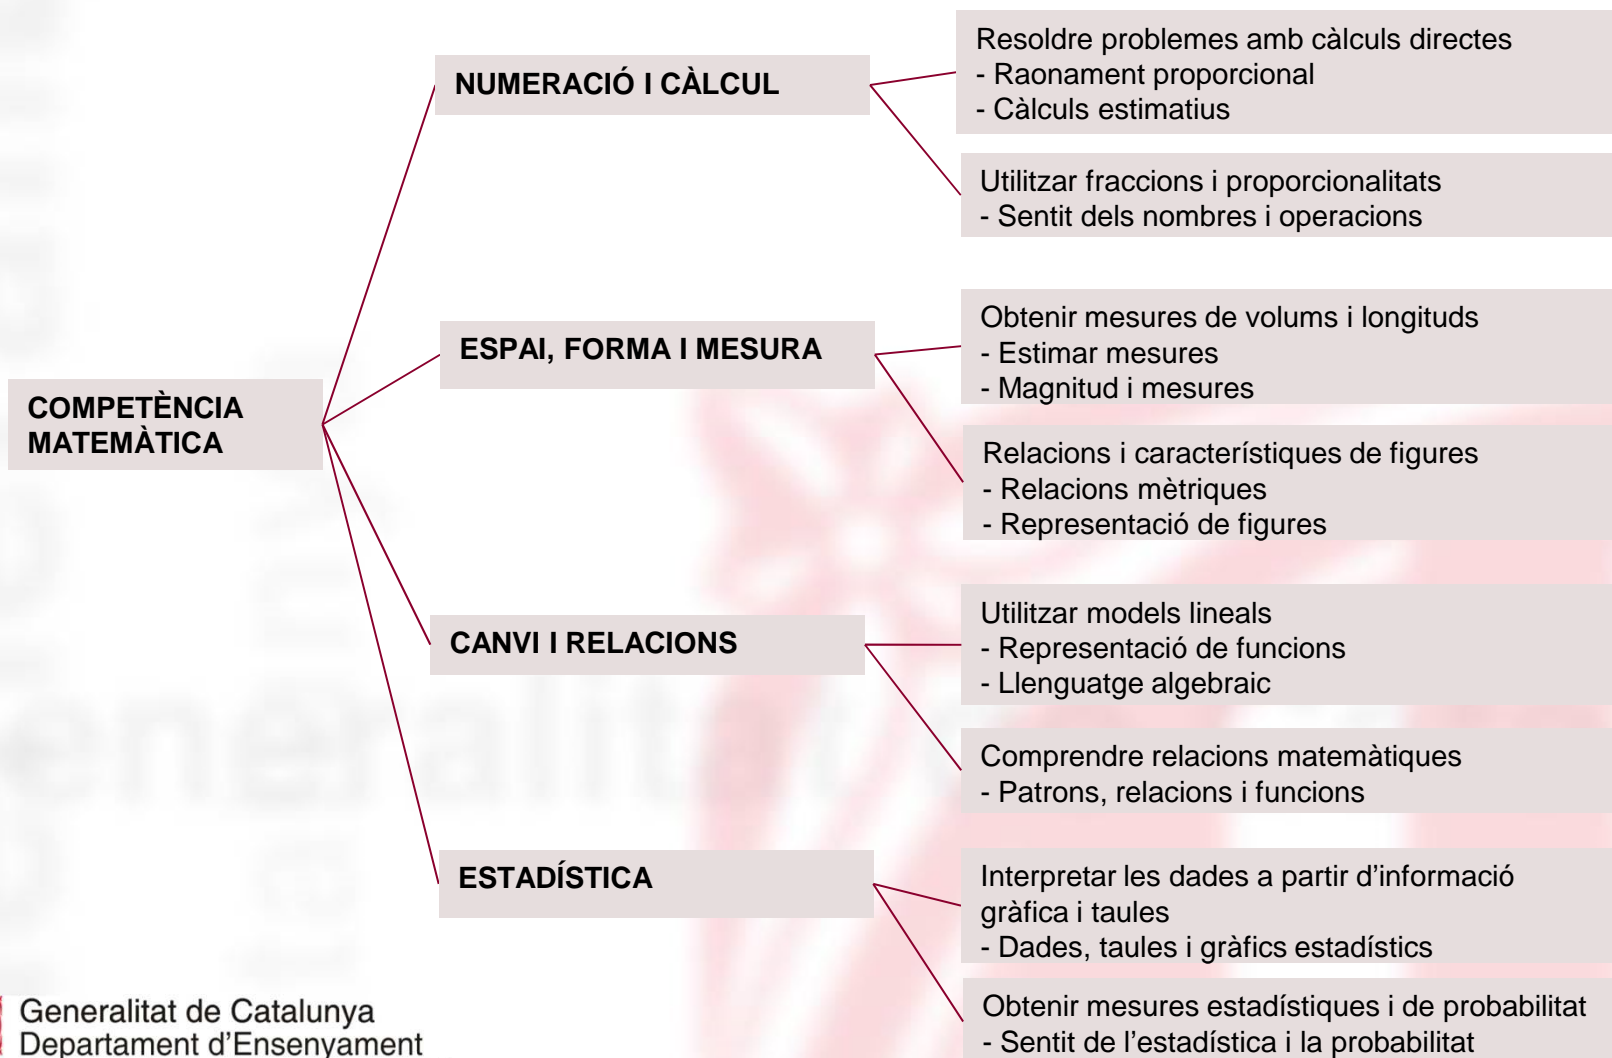 COMPETÈNCIA
MATEMÀTICA
NUMERACIÓ I CÀLCUL
Resoldre problemes amb càlculs directes
- Raonament proporcional
- Càlculs estimatius
Utilitzar fraccions i proporcionalitats
- Sentit dels nombres i operacions
ESPAI, FORMA I MESURA
Obtenir mesures de volums i longituds
- Estimar mesures
- Magnitud i mesures
Relacions i característiques de figures
- Relacions mètriques
- Representació de figures
CANVI I RELACIONS
Utilitzar models lineals
- Representació de funcions
- Llenguatge algebraic
Comprendre relacions matemàtiques
- Patrons, relacions i funcions
ESTADÍSTICA
Interpretar les dades a partir d’informació
gràfica i taules
- Dades, taules i gràfics estadístics
Obtenir mesures estadístiques i de probabilitat
- Sentit de l’estadística i la probabilitat
Generalitat de Catalunya
Departament d’Ensenyament